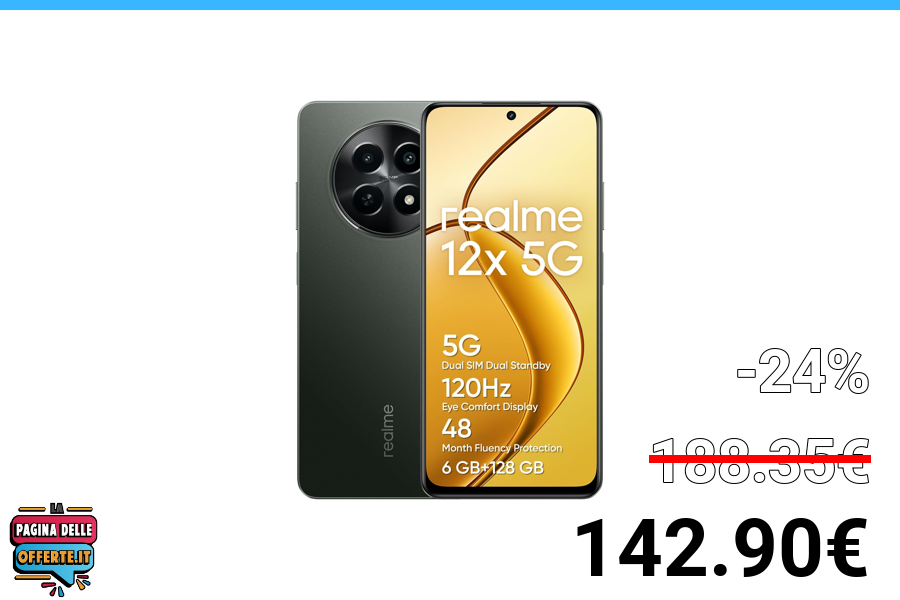 realme
12x 5G
5G
Dual SIM Dual Standby
120Hz
Eye Comfort Display
48
Month Fluency Protection
6 GB+128 GB
realme
-24%
188.35€
142.90€
LA
PAGINA DELLE
OFFERTE.IT